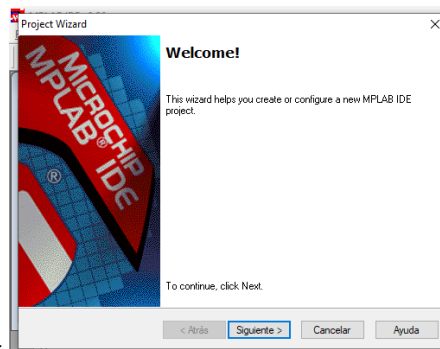 Project Wizard
Welcome!
This wizard helps you create or configure a new MPLAB IDE
project.
MICROCHIP
MPLAB® IDE
®
To continue, click Next.
< Atrás
Siguiente >
Cancelar
Ayuda